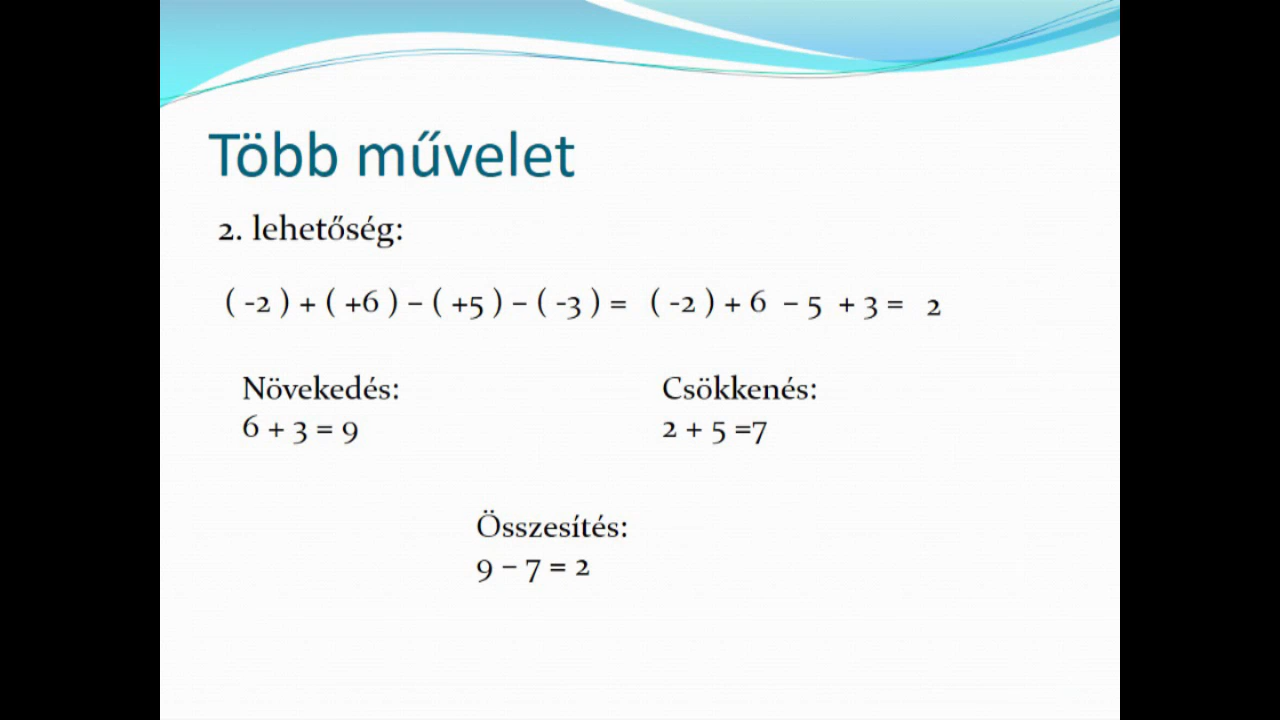 Több művelet
2. lehetőség:
( -2 ) + ( +6 ) – ( +5 ) – ( -3 ) = ( -2 ) + 6 – 5 + 3 = 2
Növekedés:
6 + 3 = 9
Csökkenés:
2 + 5 =7
Összesítés:
9 – 7 = 2